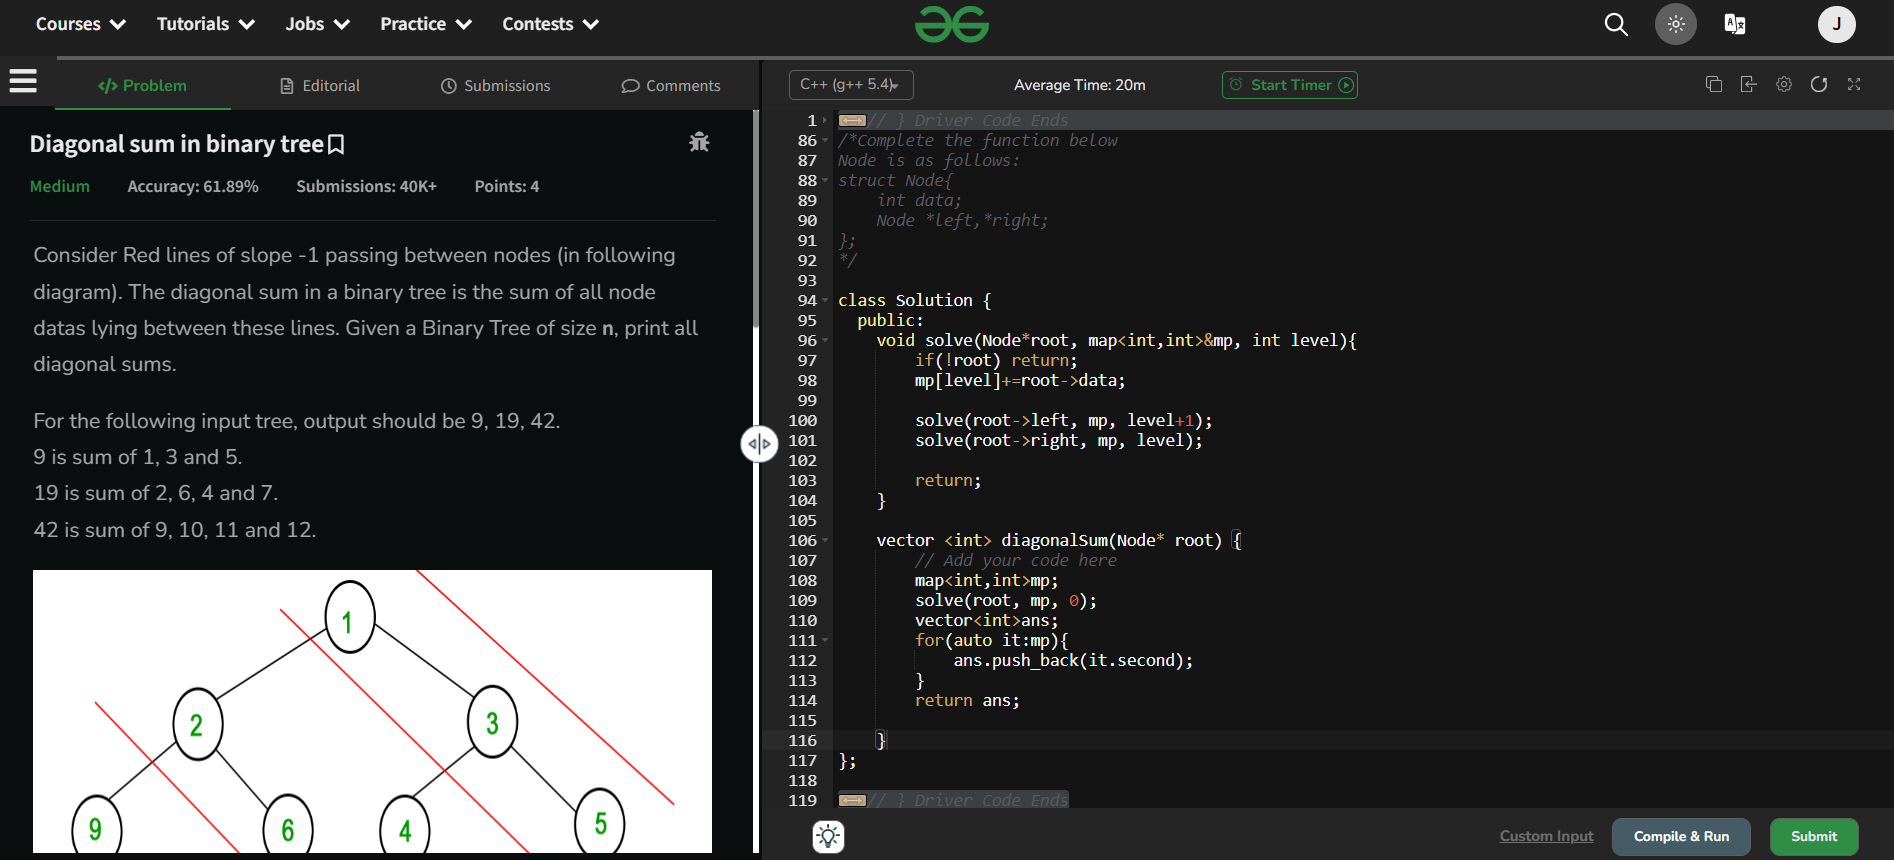 Courses Tutorials Jobs Practice Contests
J
Problem Editorial Submissions Comments
C++ (g++ 5.4) Average Time: 20m Start Timer
Diagonal sum in binary tree
Medium Accuracy: 61.89% Submissions: 40K+ Points: 4
Consider Red lines of slope -1 passing between nodes (in following
diagram). The diagonal sum in a binary tree is the sum of all node
datas lying between these lines. Given a Binary Tree of size n, print all
diagonal sums.
For the following input tree, output should be 9, 19, 42.
9 is sum of 1, 3 and 5.
19 is sum of 2, 6, 4 and 7.
42 is sum of 9, 10, 11 and 12.
1
2 3
9 6 4 5
1 // } Driver Code Ends
86 /*Complete the function below
87 Node is as follows:
88 struct Node{
89 int data;
90 Node *left,*right;
91 };
92 */
93
94 class Solution {
95 public:
96 void solve(Node*root, map<int,int>&mp, int level){
97 if(!root) return;
98 mp[level]+=root->data;
99
100 solve(root->left, mp, level+1);
101 solve(root->right, mp, level);
102
103 return;
104 }
105
106 vector <int> diagonalSum(Node* root) {
107 // Add your code here
108 map<int,int>mp;
109 solve(root, mp, 0);
110 vector<int>ans;
111 for(auto it:mp){
112 ans.push_back(it.second);
113 }
114 return ans;
115
116 }
117 };
118
119 // } Driver Code Ends
Custom Input Compile & Run Submit